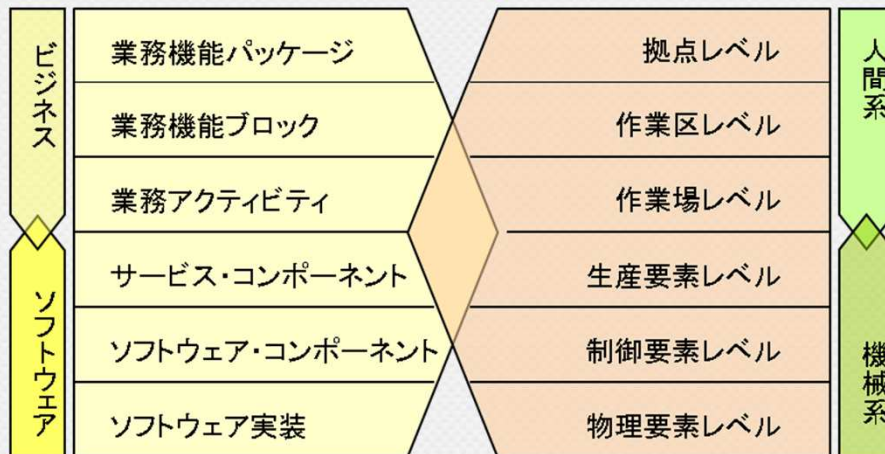 ビジネス
業務機能パッケージ
拠点レベル
人間系
業務機能ブロック
作業区レベル
業務アクティビティ
作業場レベル
ソフトウェア
サービス・コンポーネント
生産要素レベル
機械系
ソフトウェア・コンポーネント
制御要素レベル
ソフトウェア実装
物理要素レベル